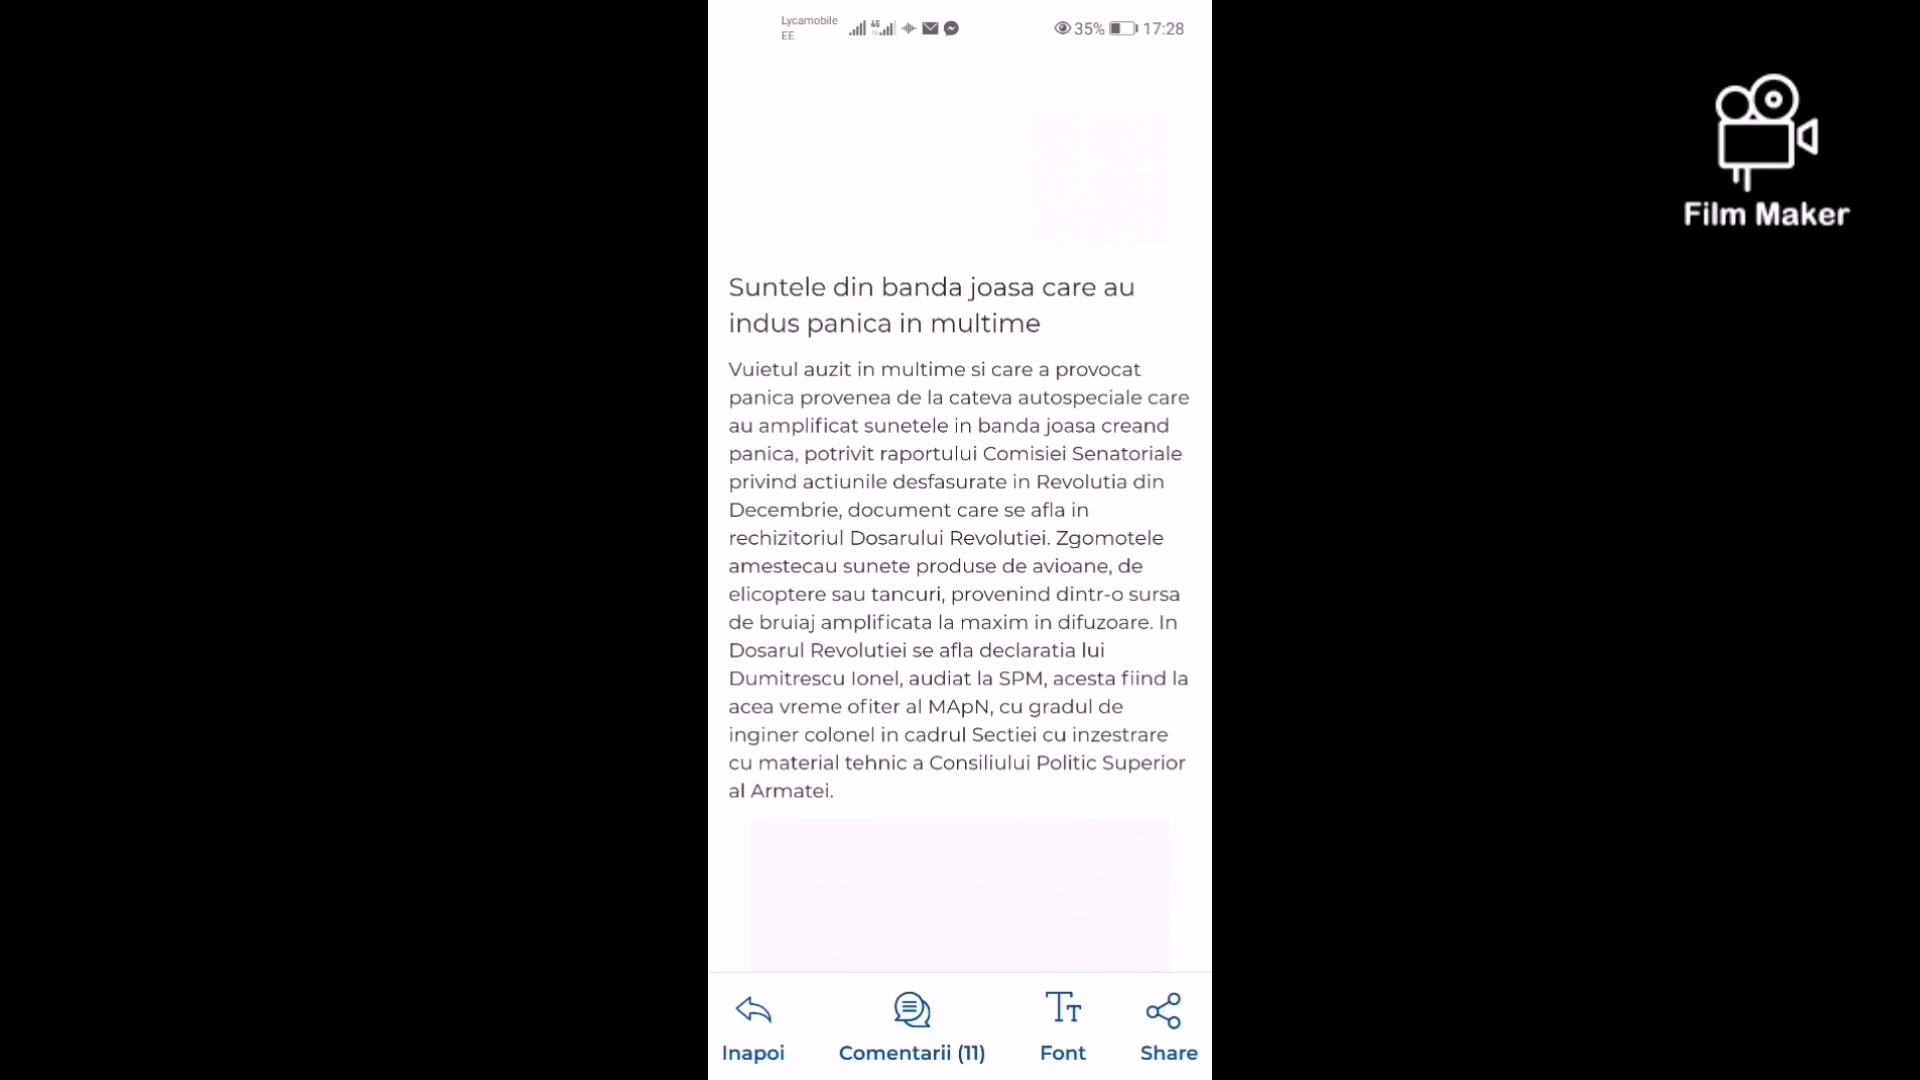 Lycamobile
EE
4G
35%
17:28
Film Maker
Suntele din banda joasa care au
indus panica in multime
Vuietul auzit in multime si care a provocat
panica provenea de la cateva autospeciale care
au amplificat sunetele in banda joasa creand
panica, potrivit raportului Comisiei Senatoriale
privind actiunile desfasurate in Revolutia din
Decembrie, document care se afla in
rechizitoriul Dosarului Revolutiei. Zgomotele
amestecau sunete produse de avioane, de
elicoptere sau tancuri, provenind dintr-o sursa
de bruiaj amplificata la maxim in difuzoare. In
Dosarul Revolutiei se afla declaratia lui
Dumitrescu Ionel, audiat la SPM, acesta fiind la
acea vreme ofiter al MApN, cu gradul de
inginer colonel in cadrul Sectiei cu inzestrare
cu material tehnic a Consiliului Politic Superior
al Armatei.
Inapoi
Comentarii (11)
Font
Share